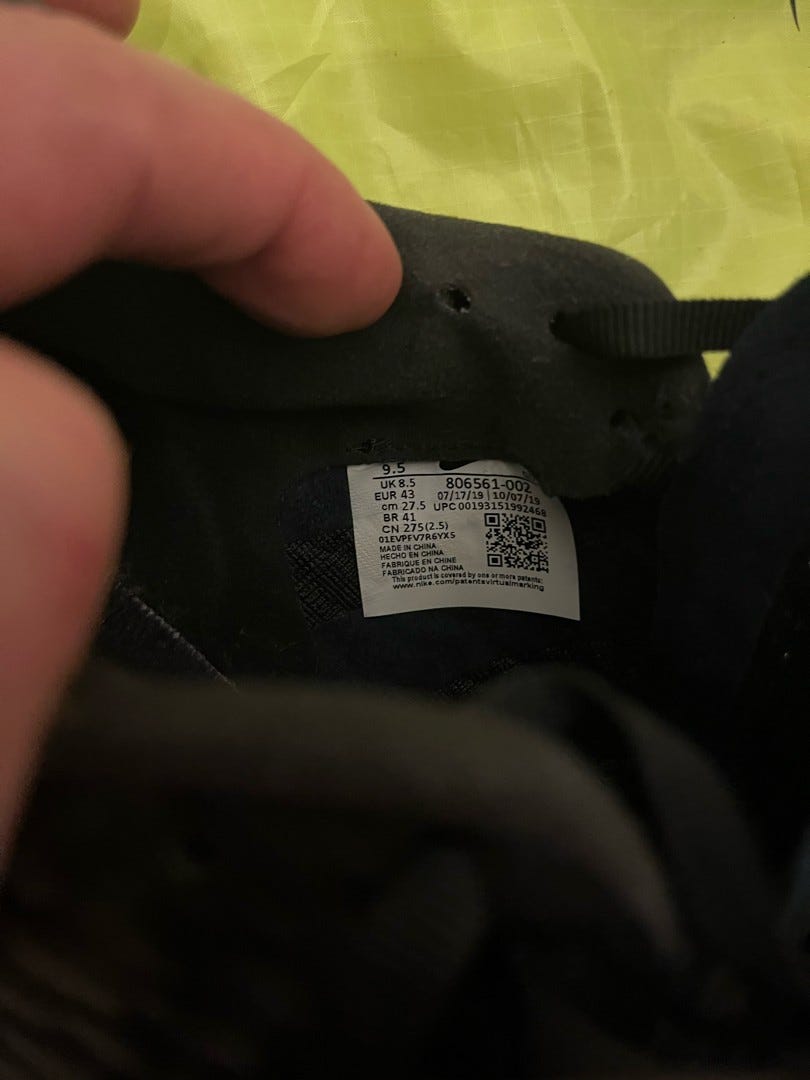 9.5
UK 8.5 806561-002
EUR 43 07/17/19 | 10/07/19
cm 27.5 UPC 00193151992468
BR 41
CN 275(2.5)
01EVPFV7R6YX5
MADE IN CHINA
HECHO EN CHINA
FABRIQUE EN CHINE
FABRICADO NA CHINA
This product is covered by one or more patents:
www.nike.com/patentsvirtualmarking